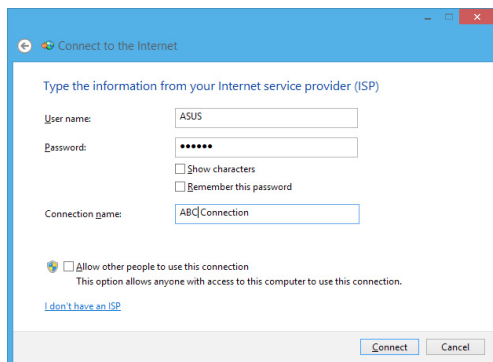 Connect to the Internet
Type the information from your Internet service provider (ISP)
User name:
ASUS
Password:
••••••
Show characters
Remember this password
Connection name:
ABC Connection
Allow other people to use this connection
This option allows anyone with access to this computer to use this connection.
I don't have an ISP
Connect
Cancel